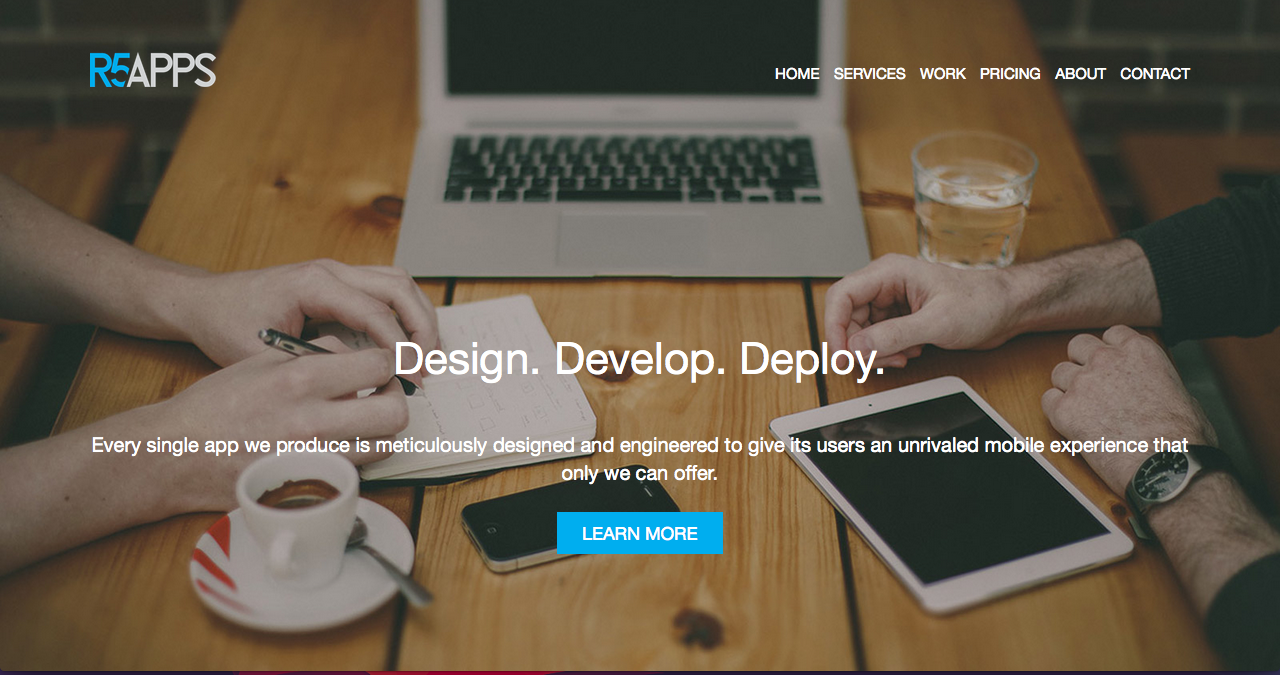 R5APPS
HOME SERVICES WORK PRICING ABOUT CONTACT
Design. Develop. Deploy.
Every single app we produce is meticulously designed and engineered to give its users an unrivaled mobile experience that
only we can offer.
LEARN MORE